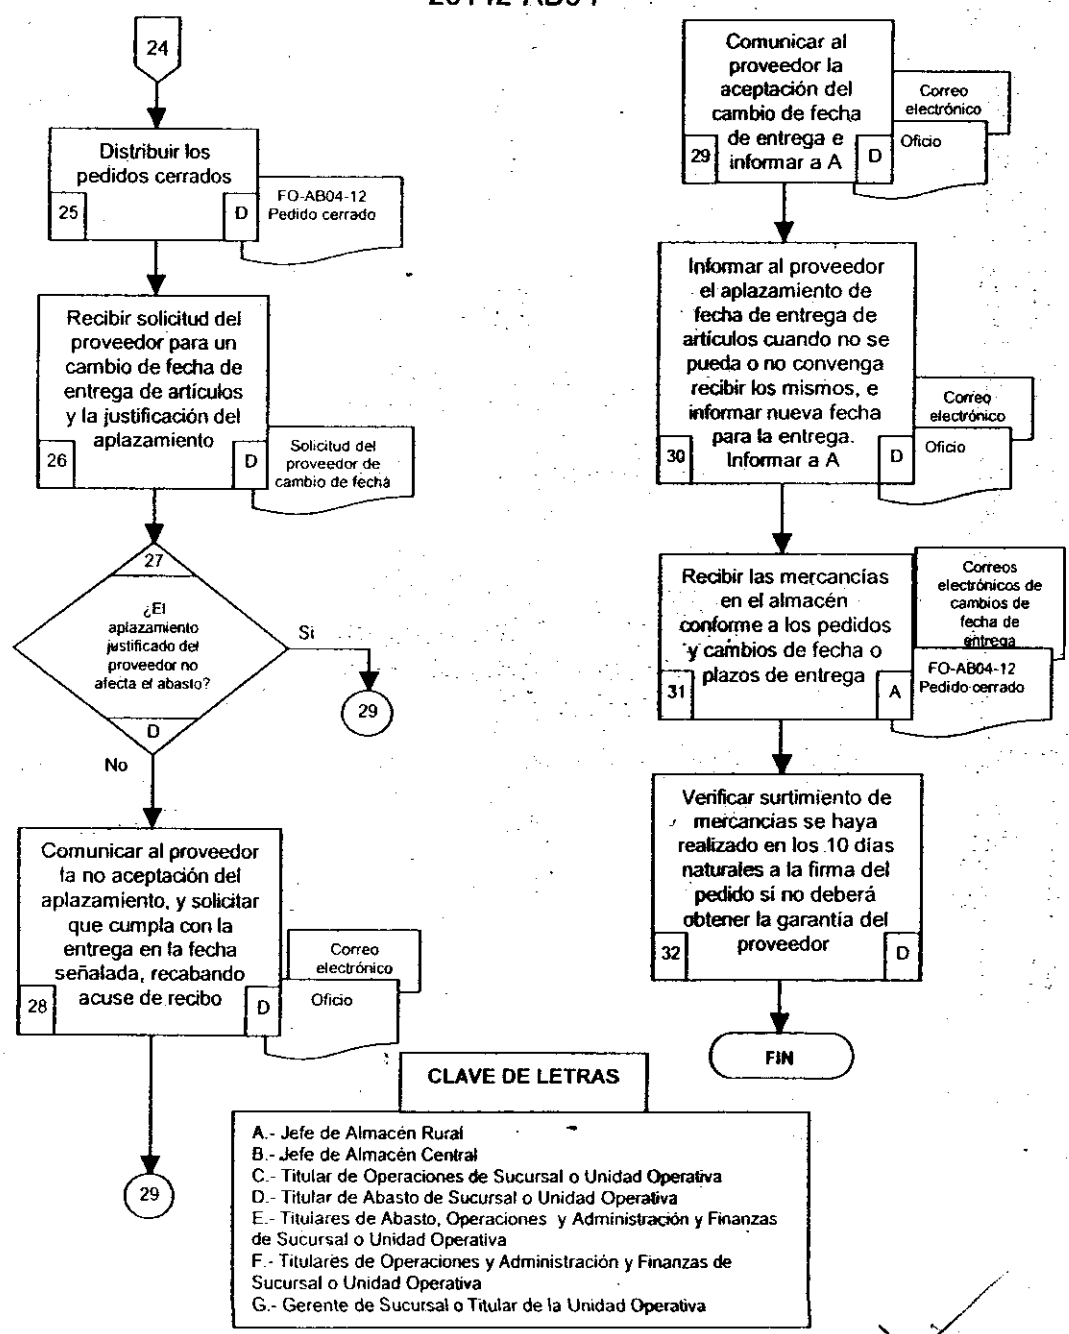 24
Distribuir los
pedidos cerrados
25
D
FO-AB04-12
Pedido cerrado
Recibir solicitud del
proveedor para un
cambio de fecha de
entrega de artículos
y la justificación del
aplazamiento
26
D
Solicitud del
proveedor de
cambio de fecha
27
¿El
aplazamiento
justificado del
proveedor no
afecta el abasto?
D
Si
29
No
Comunicar al proveedor
la no aceptación del
aplazamiento, y solicitar
que cumpla con la
entrega en la fecha
señalada, recabando
acuse de recibo
28
D
Correo
electrónico
Oficio
29
Comunicar al
proveedor la
aceptación del
cambio de fecha
de entrega e
informar a A
29
D
Correo
electrónico
Oficio
Informar al proveedor
el aplazamiento de
fecha de entrega de
artículos cuando no se
pueda o no convenga
recibir los mismos, e
informar nueva fecha
para la entrega.
Informar a A
30
D
Correo
electrónico
Oficio
Recibir las mercancías
en el almacén
conforme a los pedidos
y cambios de fecha o
plazos de entrega
31
A
Correos
electrónicos de
cambios de
fecha de
entrega
FO-AB04-12
Pedido cerrado
Verificar surtimiento de
mercancías se haya
realizado en los 10 días
naturales a la firma del
pedido sí no deberá
obtener la garantía del
proveedor
32
D
FIN
CLAVE DE LETRAS
A.- Jefe de Almacén Rural
B.- Jefe de Almacén Central
C.- Titular de Operaciones de Sucursal o Unidad Operativa
D.- Titular de Abasto de Sucursal o Unidad Operativa
E.- Titulares de Abasto, Operaciones y Administración y Finanzas
de Sucursal o Unidad Operativa
F.- Titulares de Operaciones y Administración y Finanzas de
Sucursal o Unidad Operativa
G.- Gerente de Sucursal o Titular de la Unidad Operativa